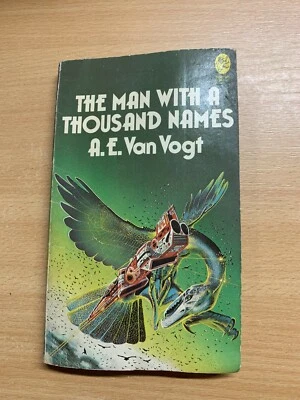 THE MAN WITH A
THOUSAND NAMES
A.E. Van Vogt